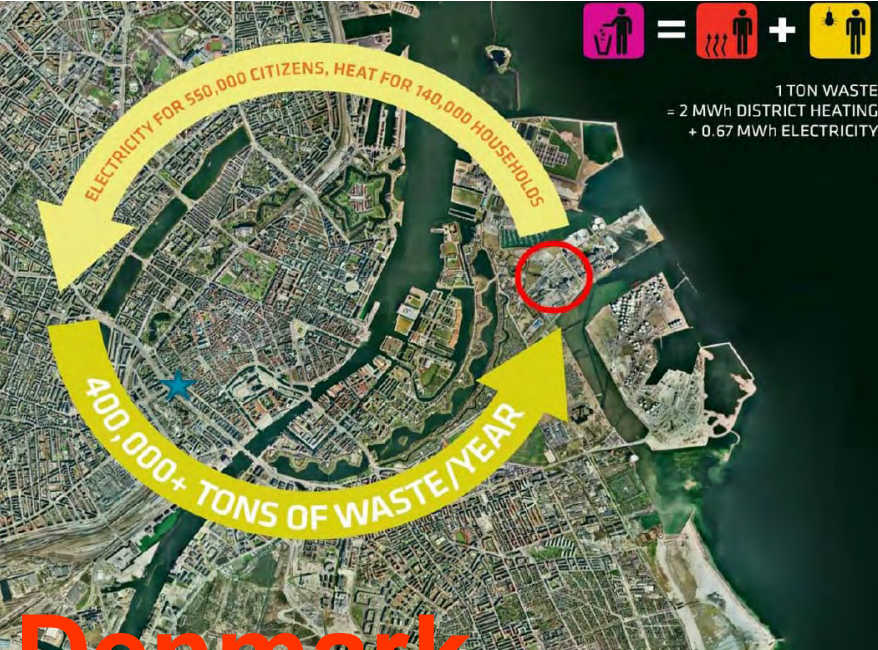 ELECTRICITY FOR 550,000 CITIZENS, HEAT FOR 140,000 HOUSEHOLDS
=
+
1 TON WASTE
= 2 MWh DISTRICT HEATING
+ 0.67 MWh ELECTRICITY
400,000+ TONS OF WASTE/YEAR
Denmark